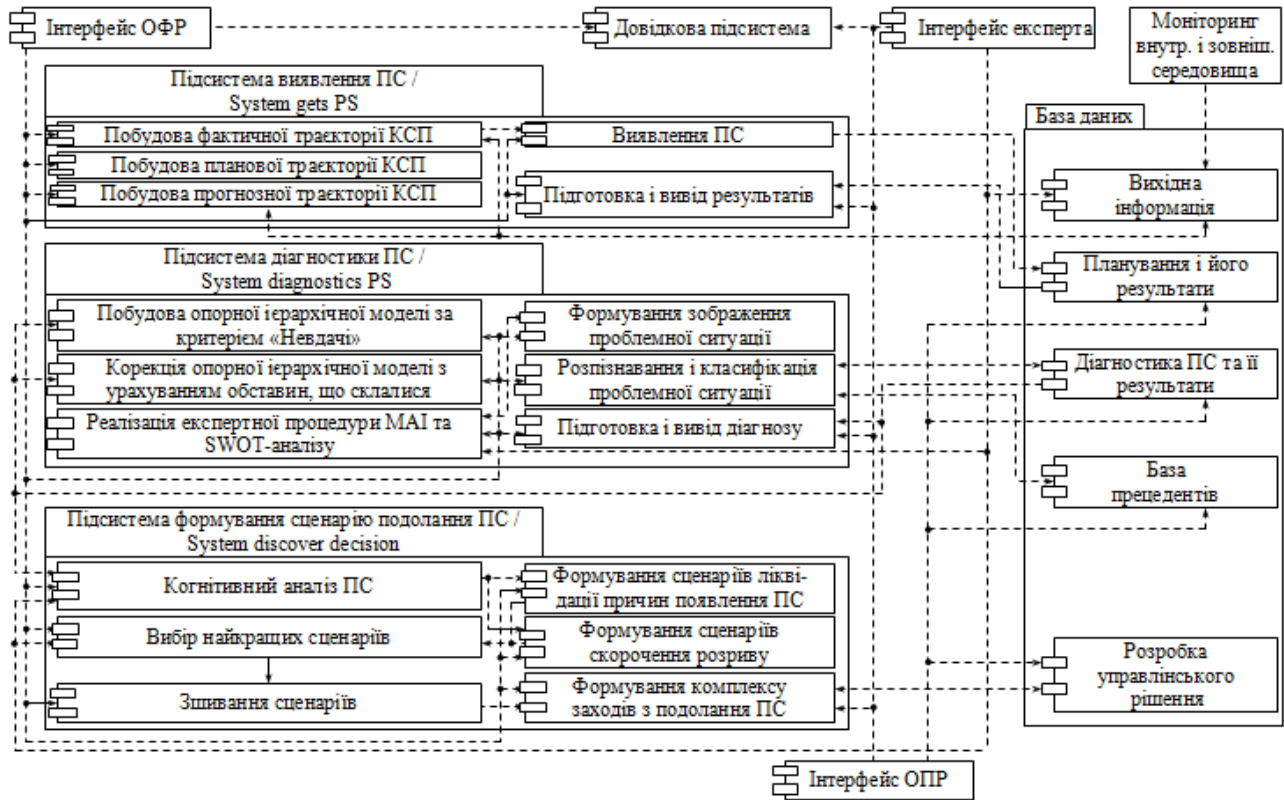 Інтерфейс ОФР
Довідкова підсистема
Інтерфейс експерта
Моніторинг
внутр. і зовніш.
середовища
Підсистема виявлення ПС /
System gets PS
Побудова фактичної траєкторії КСП
Побудова планової траєкторії КСП
Побудова прогнозної траєкторії КСП
Виявлення ПС
Підготовка і вивід результатів
База даних
Вихідна
інформація
Планування і його
результати
Діагностика ПС та її
результати
База
прецедентів
Розробка
управлінського
рішення
Підсистема діагностики ПС /
System diagnostics PS
Побудова опорної ієрархічної моделі за
критерієм «Невдачі»
Корекція опорної ієрархічної моделі з
урахуванням обставин, що склалися
Реалізація експертної процедури МАІ та
SWOT-аналізу
Формування зображення
проблемної ситуації
Розпізнавання і класифікація
проблемної ситуації
Підготовка і вивід діагнозу
Підсистема формування сценарію подолання ПС /
System discover decision
Когнітивний аналіз ПС
Вибір найкращих сценаріїв
Зшивання сценаріїв
Формування сценаріїв лікві-
дації причин появлення ПС
Формування сценаріїв
скорочення розриву
Формування комплексу
заходів з подолання ПС
Інтерфейс ОПР